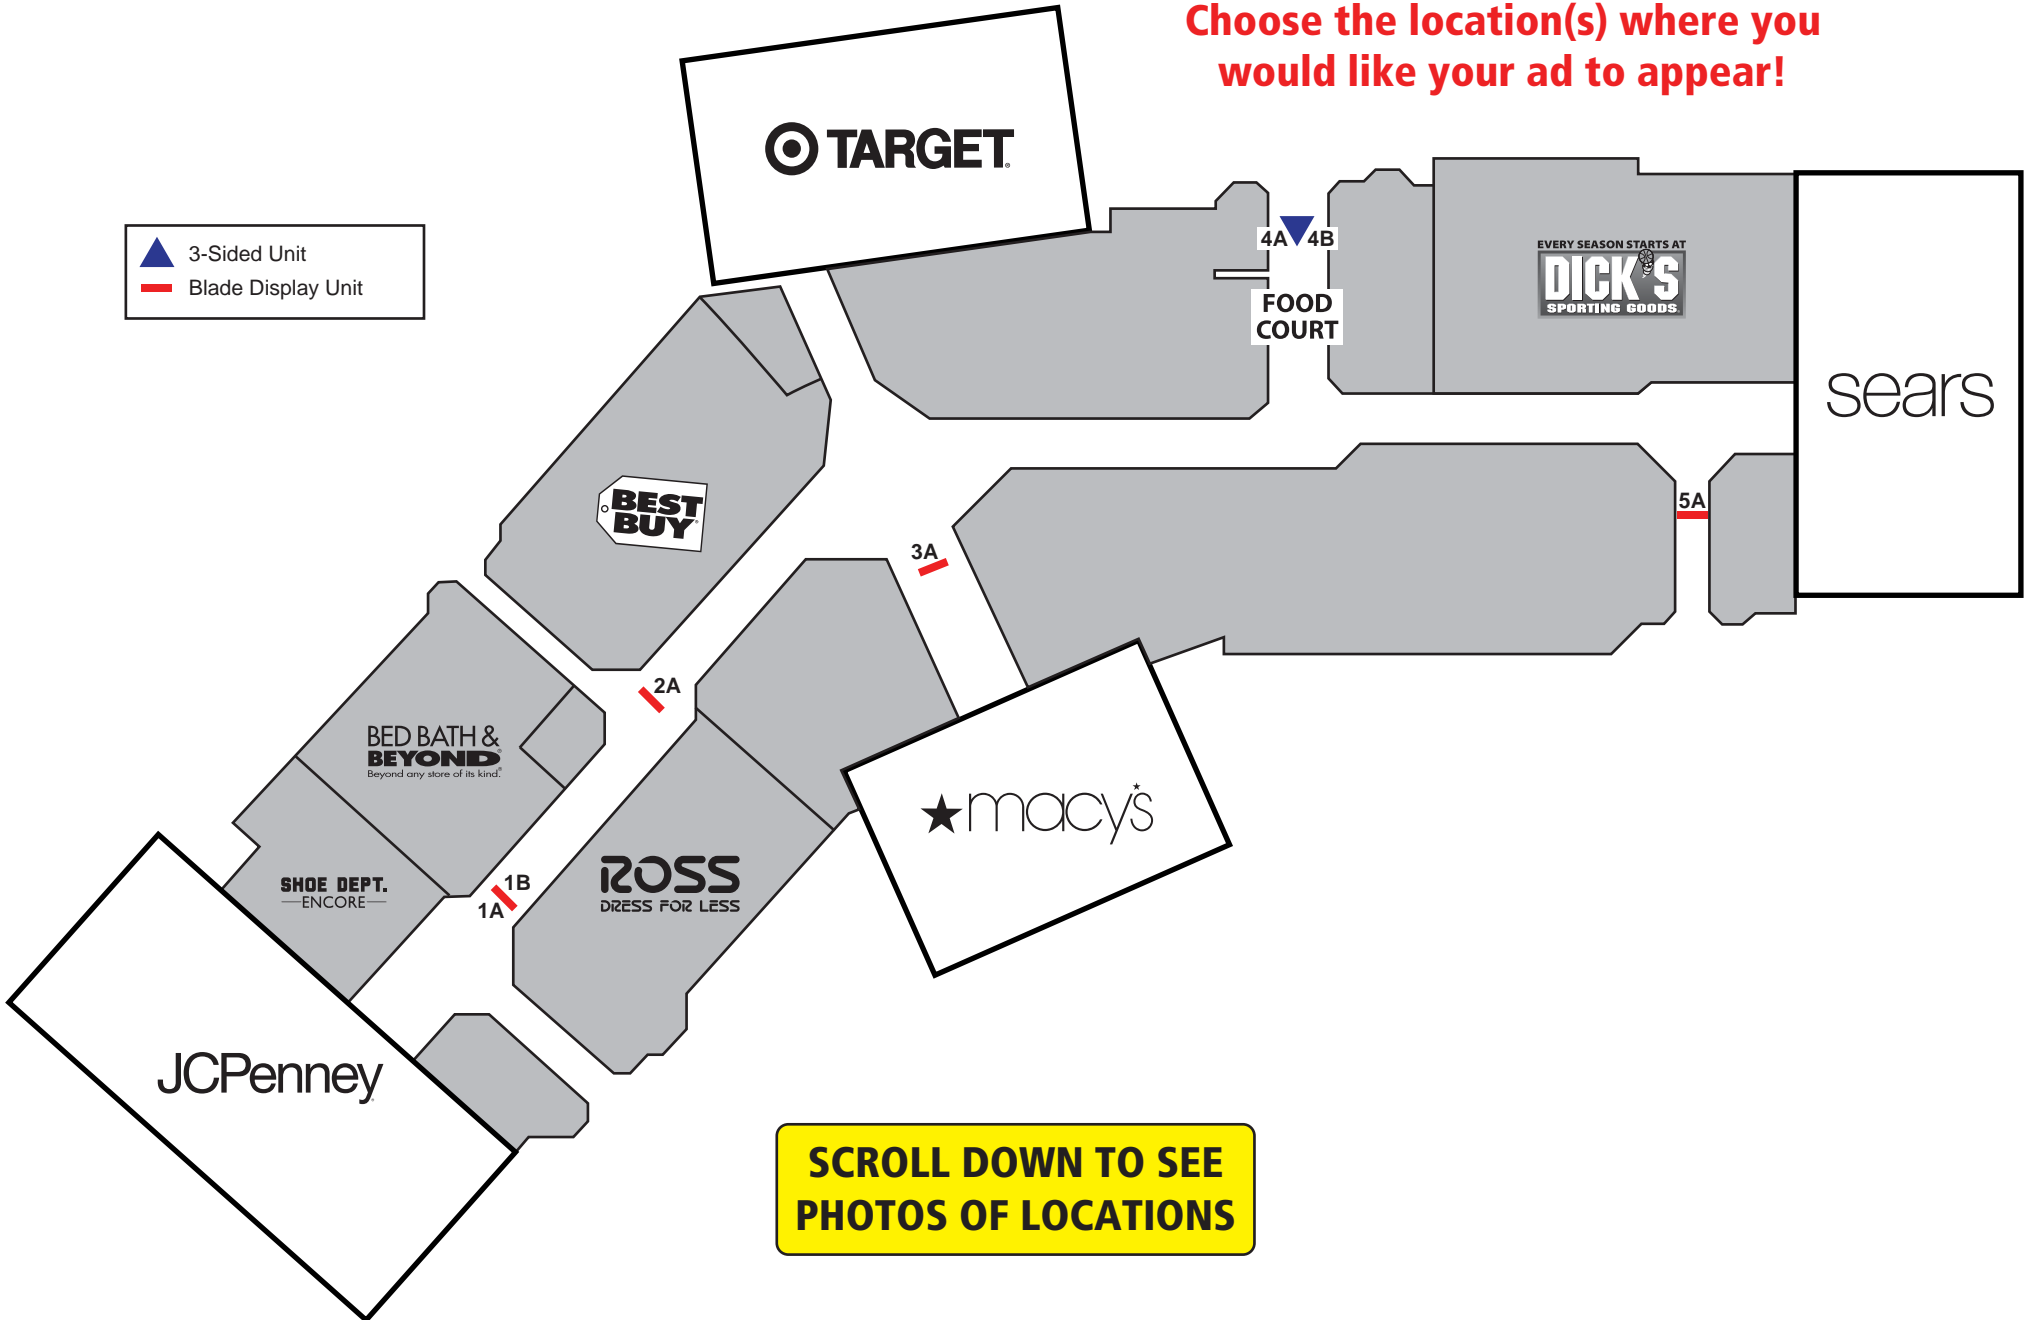 Choose the location(s) where you
would like your ad to appear!
TARGET
3-Sided Unit
Blade Display Unit
4A 4B
FOOD
COURT
EVERY SEASON STARTS AT
DICK'S
SPORTING GOODS
sears
BEST
BUY
3A
5A
2A
BED BATH &
BEYOND
Beyond any store of its kind.
macy's
ROSS
DRESS FOR LESS
SHOE DEPT.
ENCORE
1B
1A
JCPenney
SCROLL DOWN TO SEE
PHOTOS OF LOCATIONS